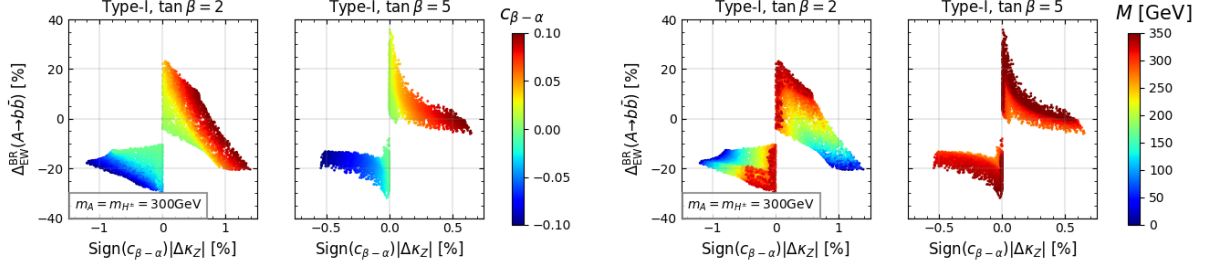 Type-I, tan β = 2
Type-I, tan β = 5
c_{β−α}
Δ^{BR}_{EW}(A→bb̄) [%]
40
20
0
−20
−40
m_A = m_{H^±} = 300GeV
−1
0
1
−0.5
0.0
0.5
Sign(c_{β−α})|Δκ_Z| [%]
Sign(c_{β−α})|Δκ_Z| [%]
0.10
0.05
0.00
−0.05
−0.10
Type-I, tan β = 2
Type-I, tan β = 5
M [GeV]
Δ^{BR}_{EW}(A→bb̄) [%]
40
20
0
−20
−40
m_A = m_{H^±} = 300GeV
−1
0
1
−0.5
0.0
0.5
Sign(c_{β−α})|Δκ_Z| [%]
Sign(c_{β−α})|Δκ_Z| [%]
350
300
250
200
150
100
50
0